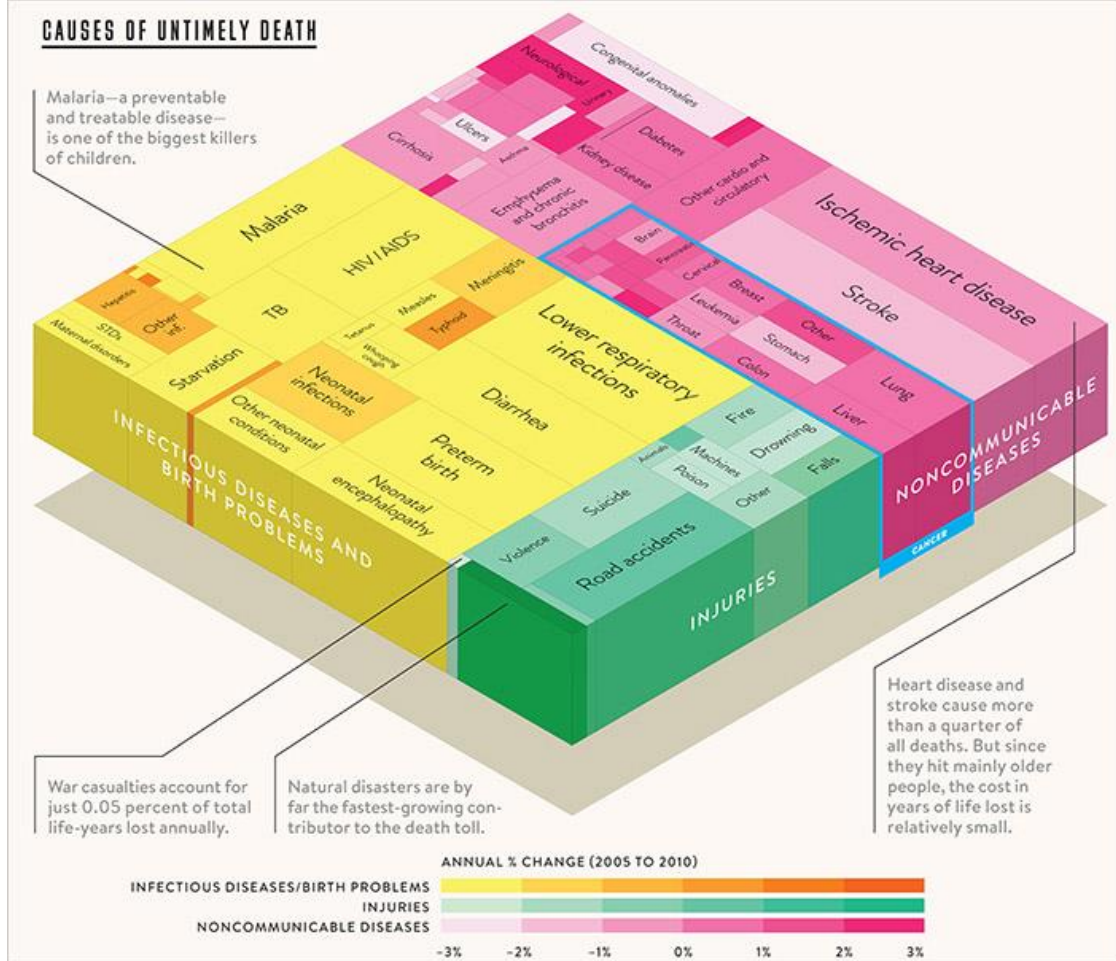 CAUSES OF UNTIMELY DEATH
Malaria—a preventable
and treatable disease—
is one of the biggest killers
of children.
Congenital anomalies
Neurological
Urinary
Ulcers
Diabetes
Cirrhosis
Asthma
Kidney disease
Other cardio and
circulatory
Emphysema
and chronic
bronchitis
Ischemic heart disease
Stroke
Malaria
HIV/AIDS
Meningitis
Measles
Typhoid
Tetanus
Whooping
cough
TB
Hepatitis
Other
inf.
STDs
Maternal disorders
Starvation
Neonatal
infections
Other neonatal
conditions
Lower respiratory
infections
Diarrhea
Preterm
birth
Neonatal
encephalopathy
Brain
Pancreatic
Cervical
Breast
Leukemia
Throat
Other
Stomach
Colon
Lung
Liver
Fire
Drowning
Animals
Machines
Poison
Falls
Other
Suicide
Violence
Road accidents
INFECTIOUS DISEASES AND
BIRTH PROBLEMS
INJURIES
NONCOMMUNICABLE
DISEASES
CANCER
War casualties account for
just 0.05 percent of total
life-years lost annually.
Natural disasters are by
far the fastest-growing con-
tributor to the death toll.
Heart disease and
stroke cause more
than a quarter of
all deaths. But since
they hit mainly older
people, the cost in
years of life lost is
relatively small.
ANNUAL % CHANGE (2005 TO 2010)
INFECTIOUS DISEASES/BIRTH PROBLEMS
INJURIES
NONCOMMUNICABLE DISEASES
-3% -2% -1% 0% 1% 2% 3%